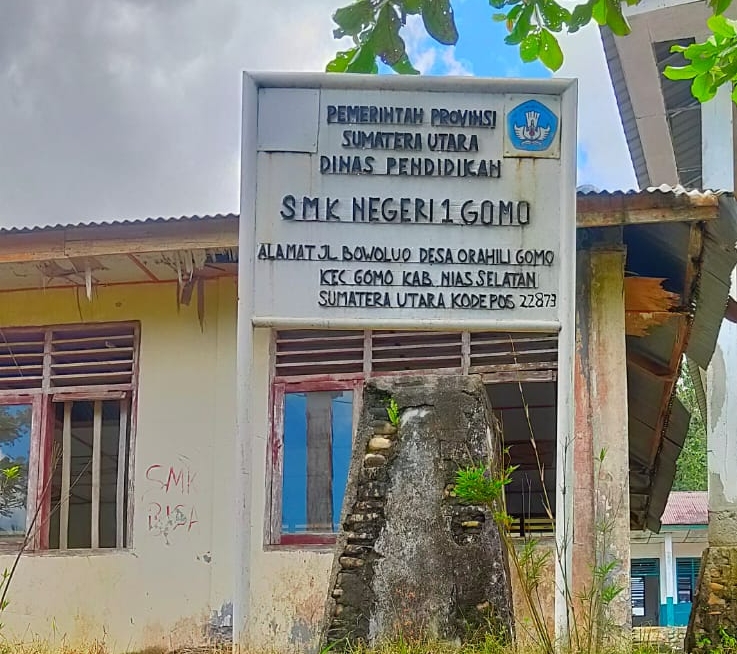 PEMERINTAH PROVINSI
SUMATERA UTARA
DINAS PENDIDIKAN
SMK NEGERI 1 GOMO
ALAMAT JL BOWOLUO DESA ORAHILI GOMO
KEC GOMO KAB NIAS SELATAN
SUMATERA UTARA KODE POS 22873
SMK
BISA